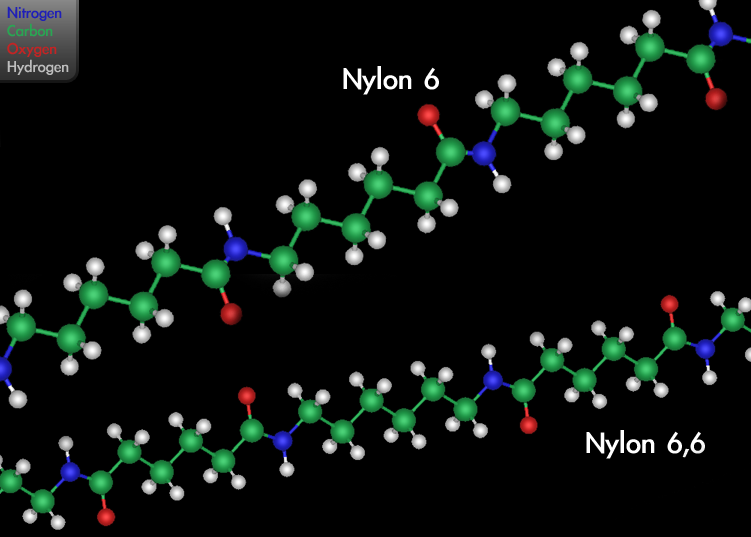 Nitrogen
Carbon
Oxygen
Hydrogen
Nylon 6
Nylon 6,6